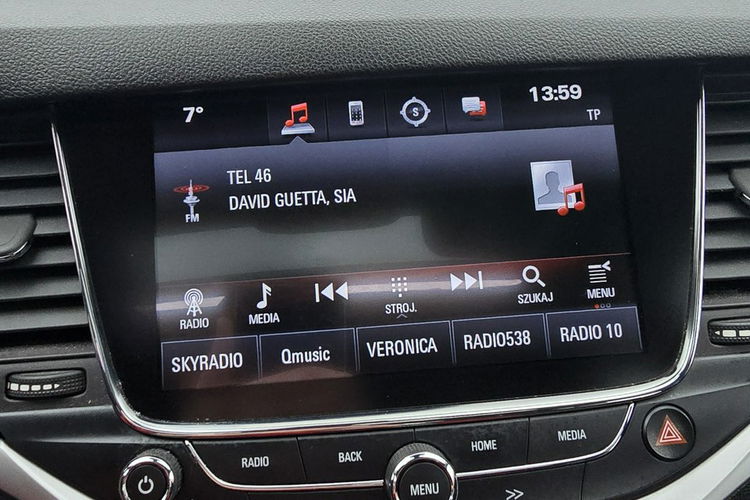 7°
S
13:59
TP
TEL 46
FM
DAVID GUETTA, SIA
RADIO
MEDIA
STROJ.
SZUKAJ
MENU
SKYRADIO
Qmusic
VERONICA
RADIO538
RADIO 10
RADIO
BACK
MENU
HOME
MEDIA